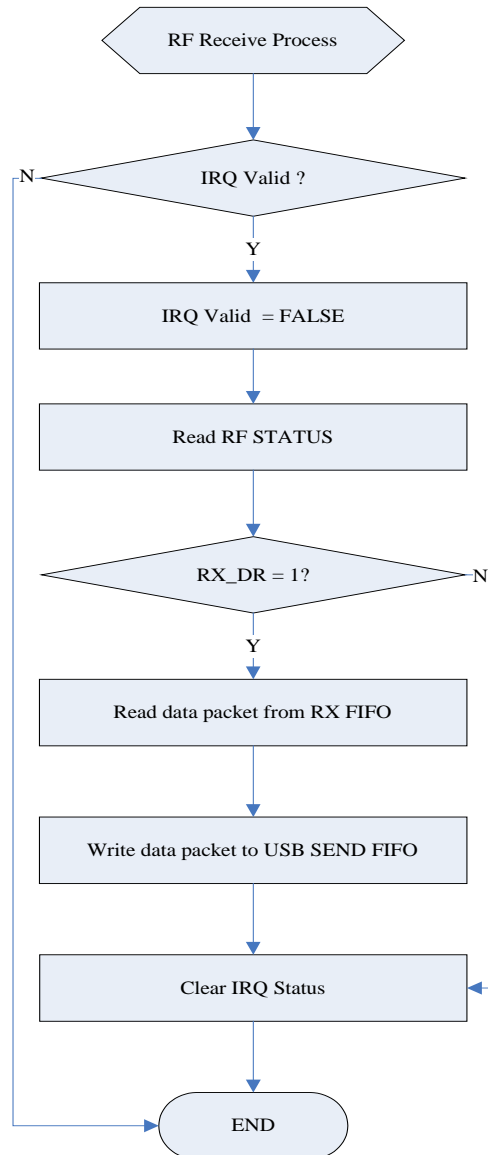 RF Receive Process
IRQ Valid ?
N
Y
IRQ Valid = FALSE
Read RF STATUS
RX_DR = 1?
N
Y
Read data packet from RX FIFO
Write data packet to USB SEND FIFO
Clear IRQ Status
END